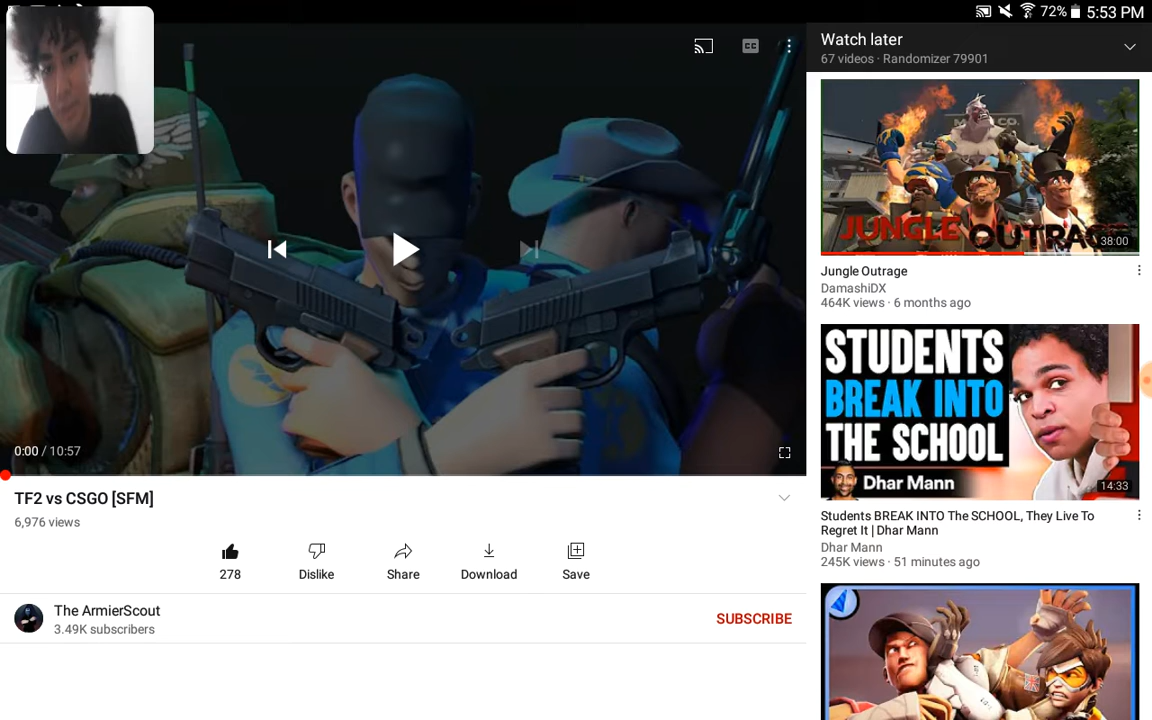 72% 5:53 PM
CC
0:00 / 10:57
TF2 vs CSGO [SFM]
6,976 views
278
Dislike
Share
Download
Save
The ArmierScout
3.49K subscribers
SUBSCRIBE
Watch later
67 videos · Randomizer 79901
JUNGLE OUTRAGE
38:00
Jungle Outrage
DamashiDX
464K views · 6 months ago
STUDENTS
BREAK INTO
THE SCHOOL
Dhar Mann
14:33
Students BREAK INTO The SCHOOL, They Live To
Regret It | Dhar Mann
Dhar Mann
245K views · 51 minutes ago